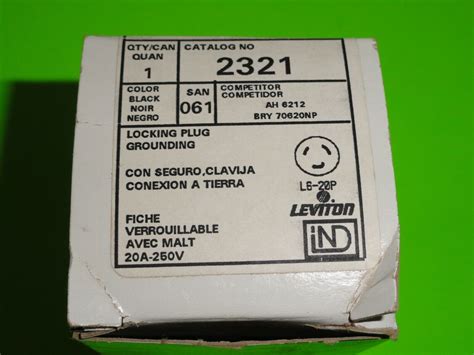 QTY/CAN
QUAN
1
CATALOG NO
2321
COLOR
BLACK
NOIR
NEGRO
SAN
061
COMPETITOR
COMPETIDOR
AH 6212
BRY 70620NP
LOCKING PLUG
GROUNDING
CON SEGURO,CLAVIJA
CONEXION A TIERRA
FICHE
VERROUILLABLE
AVEC MALT
20A-250V
L6-20P
LEVITON
IND